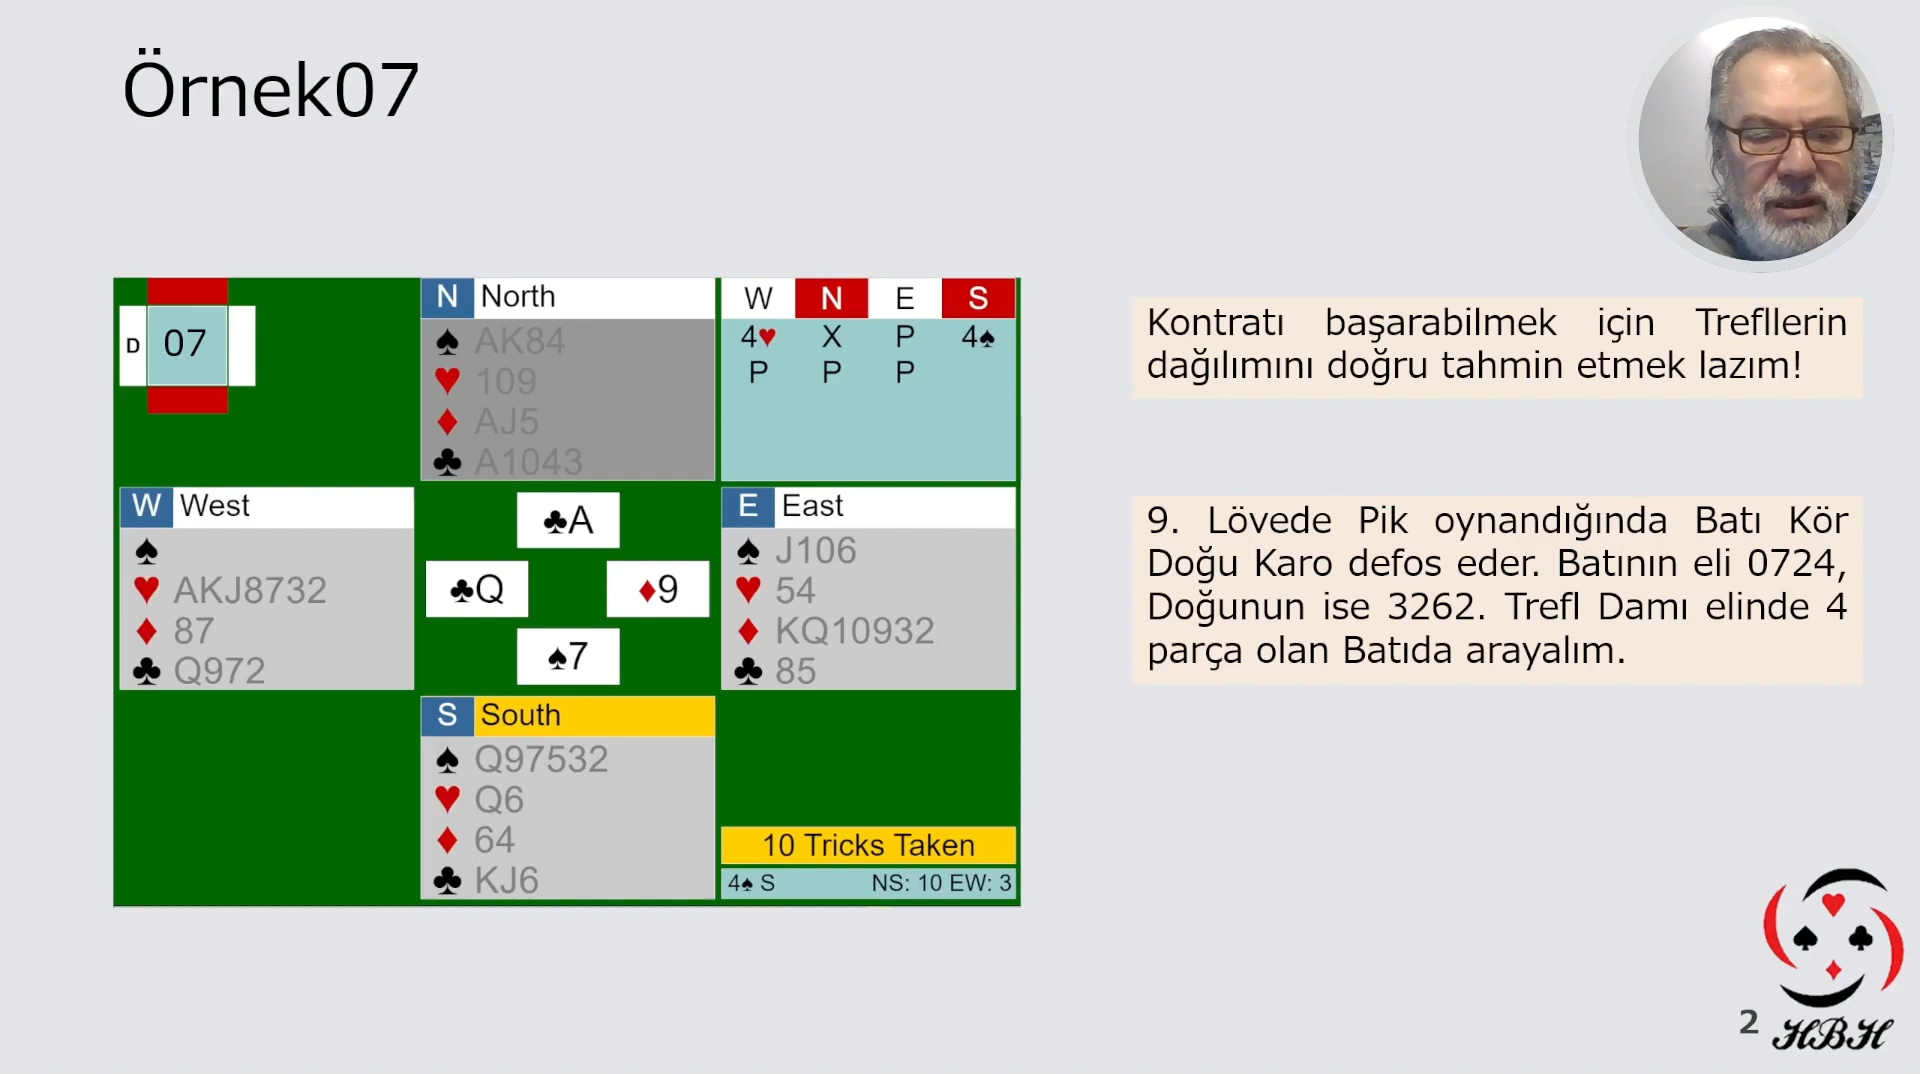 Örnek07
D 07
N North
♠ AK84
♥ 109
♦ AJ5
♣ A1043
W N E S
4♥ X P 4♠
P P P
W West
♠
♥ AKJ8732
♦ 87
♣ Q972
♣A
♣Q
♦9
♠7
E East
♠ J106
♥ 54
♦ KQ10932
♣ 85
S South
♠ Q97532
♥ Q6
♦ 64
♣ KJ6
10 Tricks Taken
4♠ S NS: 10 EW: 3
Kontratı başarabilmek için Trefllerin
dağılımını doğru tahmin etmek lazım!
9. Lövede Pik oynandığında Batı Kör
Doğu Karo defos eder. Batının eli 0724,
Doğunun ise 3262. Trefl Damı elinde 4
parça olan Batıda arayalım.
2
HBH